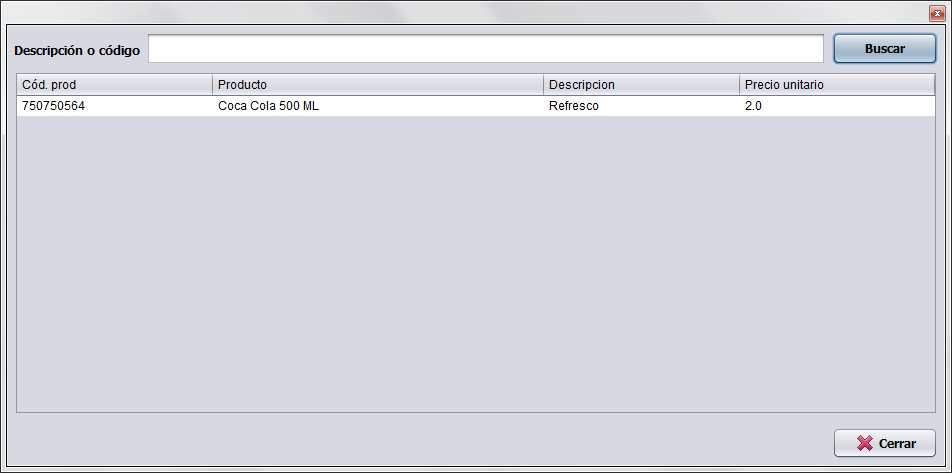 Descripción o código Buscar
Cód. prod Producto Descripcion Precio unitario
750750564 Coca Cola 500 ML Refresco 2.0
Cerrar